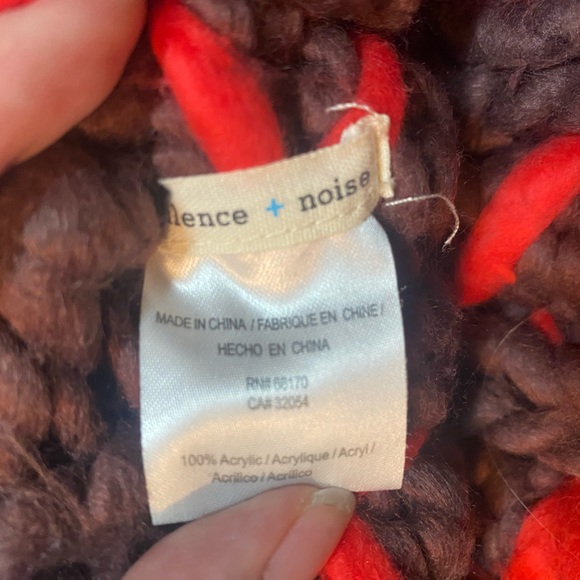 lence + noise
MADE IN CHINA / FABRIQUE EN CHINE /
HECHO EN CHINA
RN# 66170
CA# 32054
100% Acrylic / Acrylique / Acryl /
Acrilico / Acrilico